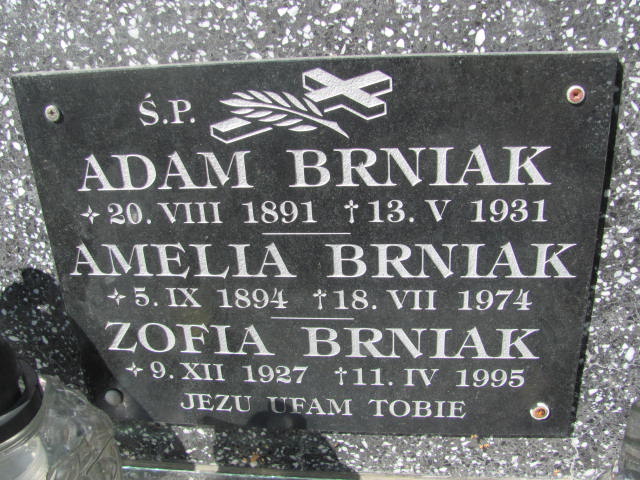 Ś.P.
ADAM BRNIAK
✧ 20. VIII 1891 † 13. V 1931
AMELIA BRNIAK
✧ 5. IX 1894 † 18. VII 1974
ZOFIA BRNIAK
✧ 9. XII 1927 † 11. IV 1995
JEZU UFAM TOBIE